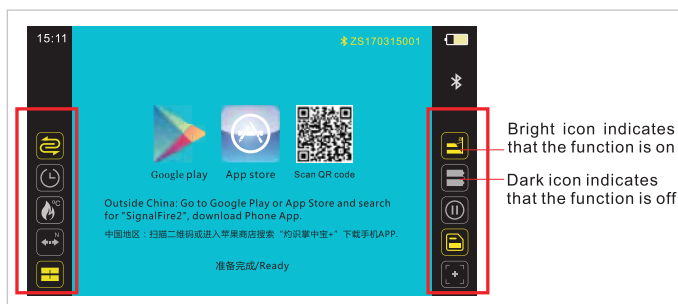 15:11
ZS170315001
Google play
App store
Scan QR code
Bright icon indicates
that the function is on
Dark icon indicates
that the function is off
Outside China: Go to Google Play or App Store and search
for "SignalFire2", download Phone App.
中国地区：扫描二维码或进入苹果商店搜索 “灼识掌中宝+” 下载手机APP.
准备完成/Ready
°C
N